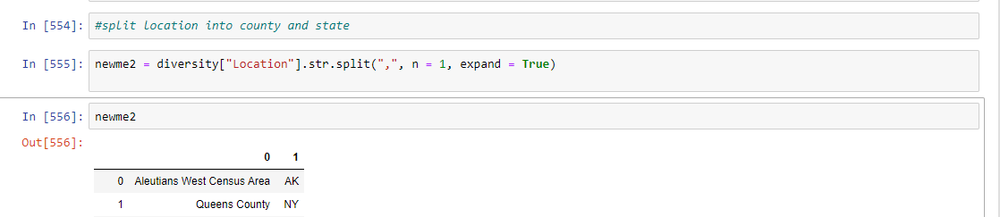 In [554]: #split Location into county and state
In [555]: newme2 = diversity["Location"].str.split(",", n = 1, expand = True)
In [556]: newme2
Out[556]:
0 1
0 Aleutians West Census Area AK
1 Queens County NY